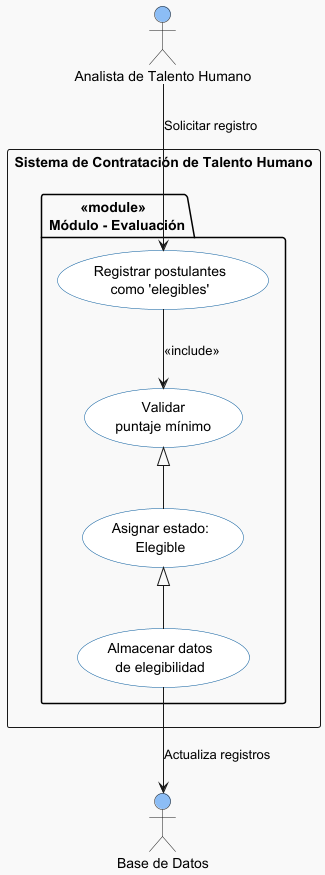 Analista de Talento Humano
Solicitar registro
Sistema de Contratación de Talento Humano
«module»
Módulo - Evaluación
Registrar postulantes
como 'elegibles'
«include»
Validar
puntaje mínimo
Asignar estado:
Elegible
Almacenar datos
de elegibilidad
Actualiza registros
Base de Datos